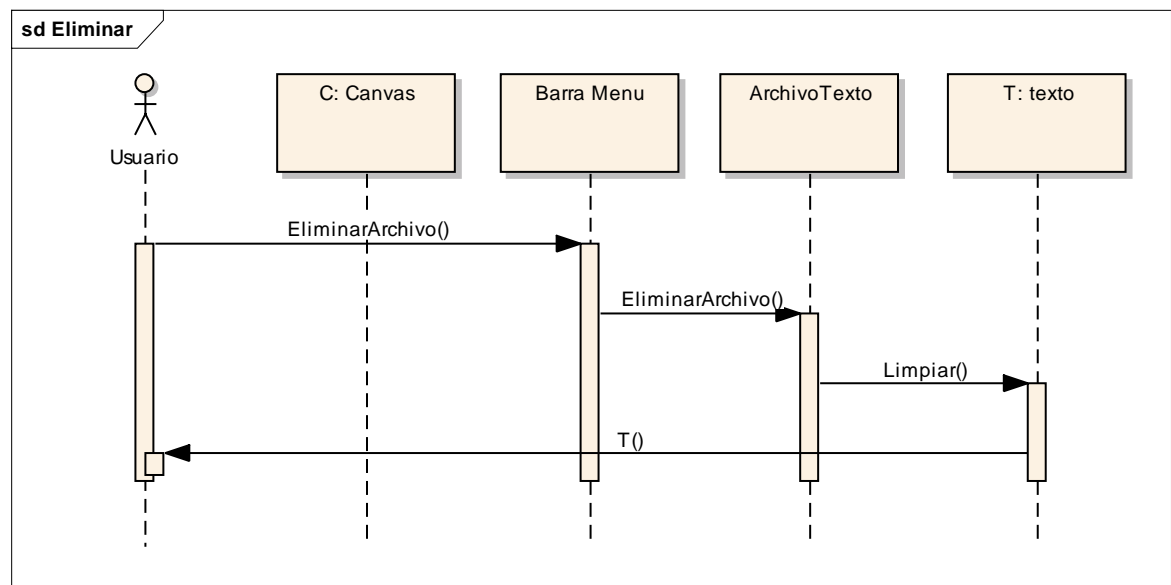 sd Eliminar
Usuario
C: Canvas
Barra Menu
ArchivoTexto
T: texto
EliminarArchivo()
EliminarArchivo()
Limpiar()
T()